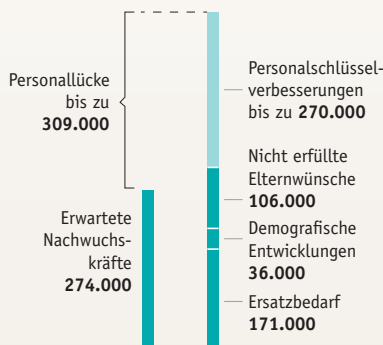 Personallücke
bis zu
309.000
Erwartete
Nachwuchs-
kräfte
274.000
Personalschlüssel-
verbesserungen
bis zu 270.000
Nicht erfüllte
Elternwünsche
106.000
Demografische
Entwicklungen
36.000
Ersatzbedarf
171.000